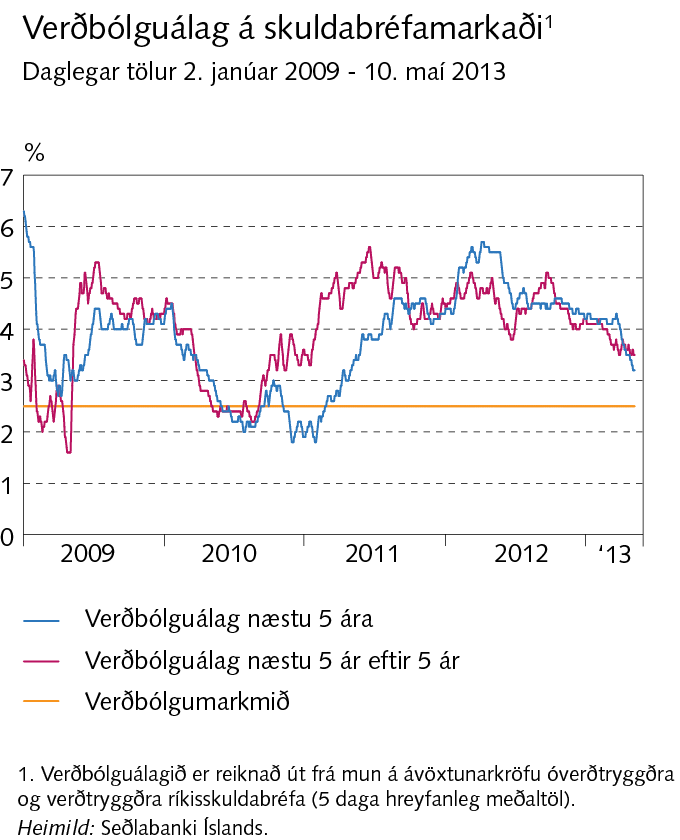 Verðbólguálag á skuldabréfamarkaði¹
Daglegar tölur 2. janúar 2009 - 10. maí 2013
%
7
6
5
4
3
2
1
0
2009 2010 2011 2012 ‘13
Verðbólguálag næstu 5 ára
Verðbólguálag næstu 5 ár eftir 5 ár
Verðbólgumarkmið
1. Verðbólguálagið er reiknað út frá mun á ávöxtunarkröfu óverðtryggðra
og verðtryggðra ríkisskuldabréfa (5 daga hreyfanleg meðaltöl).
Heimild: Seðlabanki Íslands.